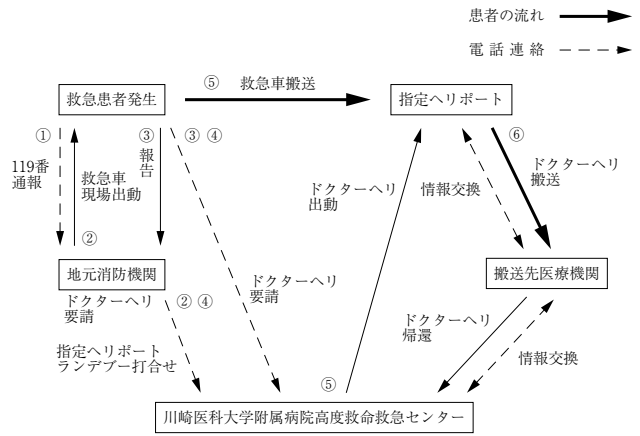 患者の流れ
電話連絡
⑤ 救急車搬送
救急患者発生
指定ヘリポート
①
③
③ ④
⑥
119番
通報
報告
救急車
現場出動
②
ドクターヘリ
出動
情報交換
ドクターヘリ
搬送
地元消防機関
搬送先医療機関
ドクターヘリ
要請
② ④
ドクターヘリ
要請
ドクターヘリ
帰還
指定ヘリポート
ランデブー打合せ
情報交換
⑤
川崎医科大学附属病院高度救命救急センター